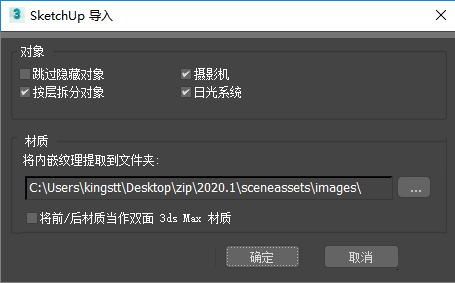 SketchUp 导入
对象
跳过隐藏对象 摄影机
按层拆分对象 日光系统
材质
将内嵌纹理提取到文件夹:
C:\Users\kingstt\Desktop\zip\2020.1\sceneassets\images\ ...
将前/后材质当作双面 3ds Max 材质
确定 取消